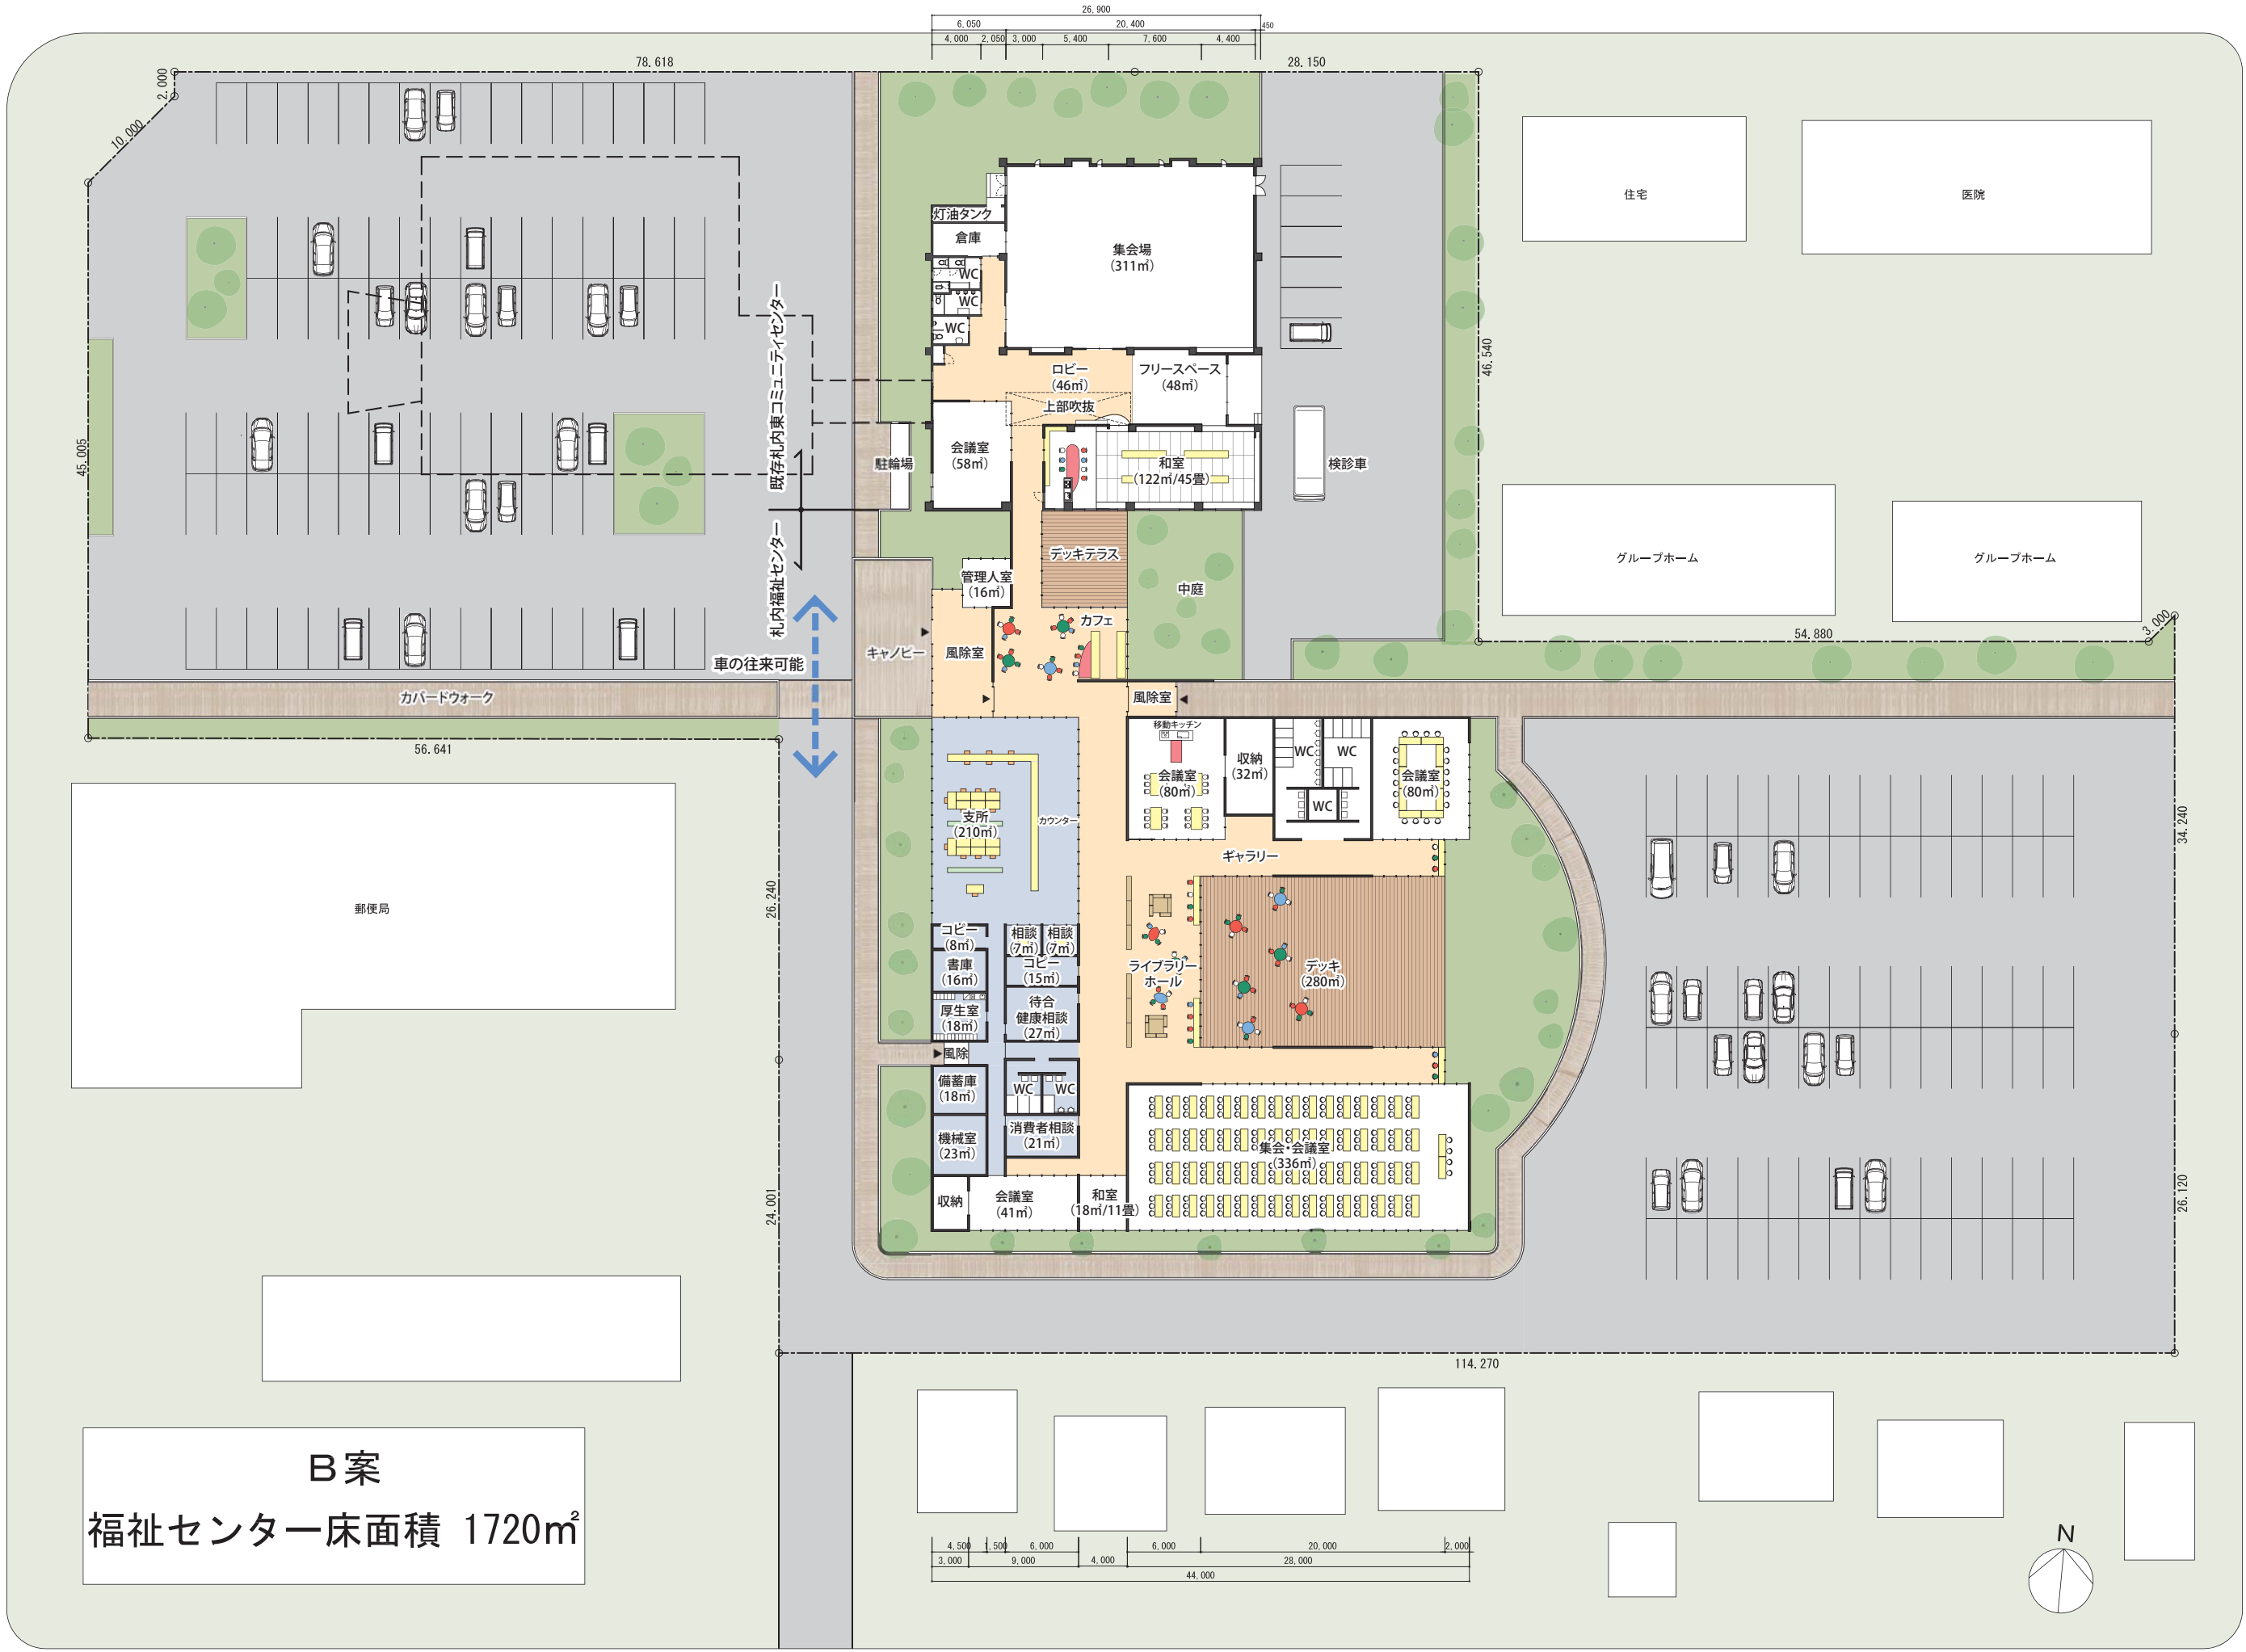 26,900
6,050
20,400
450
4,000
2,050
3,000
5,400
7,600
4,400
78.618
28.150
2.000
10.000
45.005
46.540
住宅
医院
灯油タンク
倉庫
集会場
（311㎡）
WC
WC
WC
ロビー
（46㎡）
フリースペース
（48㎡）
上部吹抜
既存札内東コミュニティセンター
札内福祉センター
駐輪場
会議室
（58㎡）
和室
（122㎡/45畳）
検診車
グループホーム
グループホーム
デッキテラス
管理人室
（16㎡）
中庭
カフェ
3.000
54.880
車の往来可能
キャノピー
風除室
カバードウォーク
風除室
56.641
移動キッチン
会議室
（80㎡）
収納
（32㎡）
WC
WC
WC
会議室
（80㎡）
支所
（210㎡）
カウンター
34.240
ギャラリー
郵便局
26.240
コピー
（8㎡）
相談
（7㎡）
相談
（7㎡）
書庫
（16㎡）
コピー
（15㎡）
ライブラリー
ホール
デッキ
（280㎡）
厚生室
（18㎡）
待合
健康相談
（27㎡）
風除
備蓄庫
（18㎡）
WC
WC
機械室
（23㎡）
消費者相談
（21㎡）
集会・会議室
（336㎡）
収納
会議室
（41㎡）
和室
（18㎡/11畳）
24.001
26.120
114.270
B案
福祉センター床面積 1720㎡
4,500
1,500
6,000
6,000
20,000
2,000
3,000
9,000
4,000
28,000
44,000
N